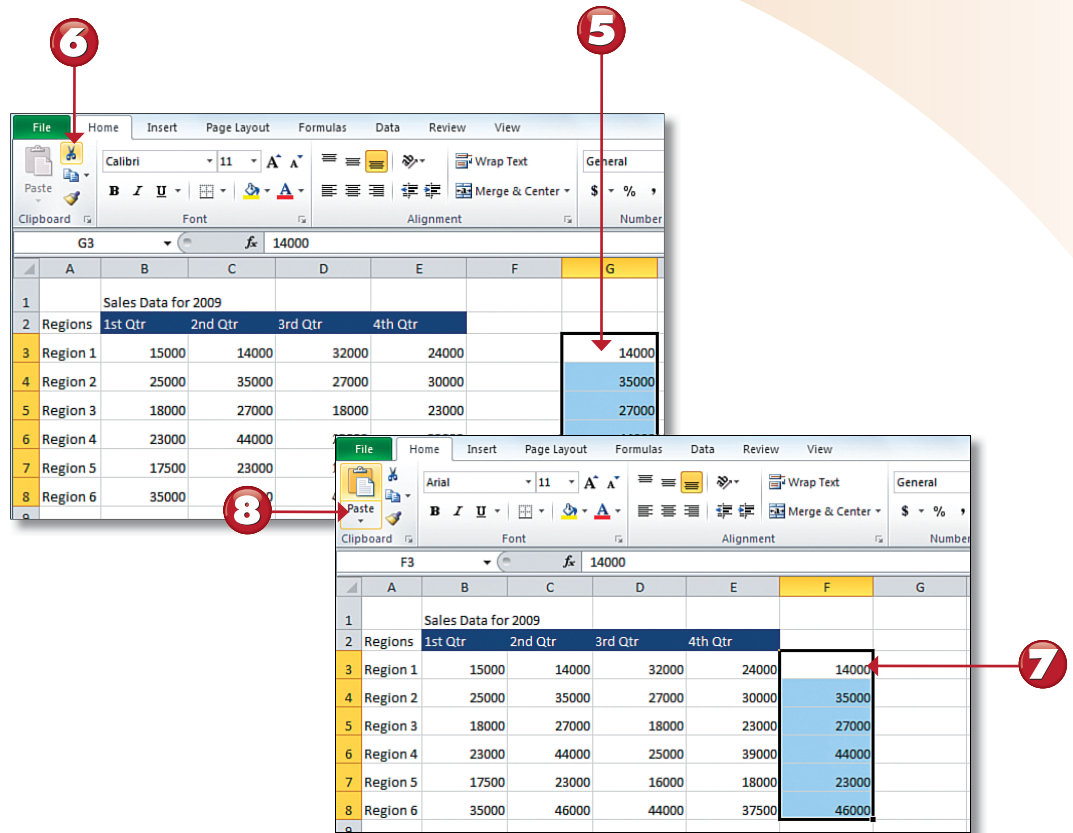 6
5
File Home Insert Page Layout Formulas Data Review View
Calibri 11 A A Wrap Text General
Paste B I U A Merge & Center $ % ,
Clipboard Font Alignment Number
G3 fx 14000
A B C D E F G
1 Sales Data for 2009
2 Regions 1st Qtr 2nd Qtr 3rd Qtr 4th Qtr
3 Region 1 15000 14000 32000 24000 14000
4 Region 2 25000 35000 27000 30000 35000
5 Region 3 18000 27000 18000 23000 27000
6 Region 4 23000 44000
7 Region 5 17500 23000
8 Region 6 35000
8
File Home Insert Page Layout Formulas Data Review View
Arial 11 A A Wrap Text General
Paste B I U A Merge & Center $ % ,
Clipboard Font Alignment Number
F3 fx 14000
A B C D E F G
1 Sales Data for 2009
2 Regions 1st Qtr 2nd Qtr 3rd Qtr 4th Qtr
7
3 Region 1 15000 14000 32000 24000 14000
4 Region 2 25000 35000 27000 30000 35000
5 Region 3 18000 27000 18000 23000 27000
6 Region 4 23000 44000 25000 39000 44000
7 Region 5 17500 23000 16000 18000 23000
8 Region 6 35000 46000 44000 37500 46000